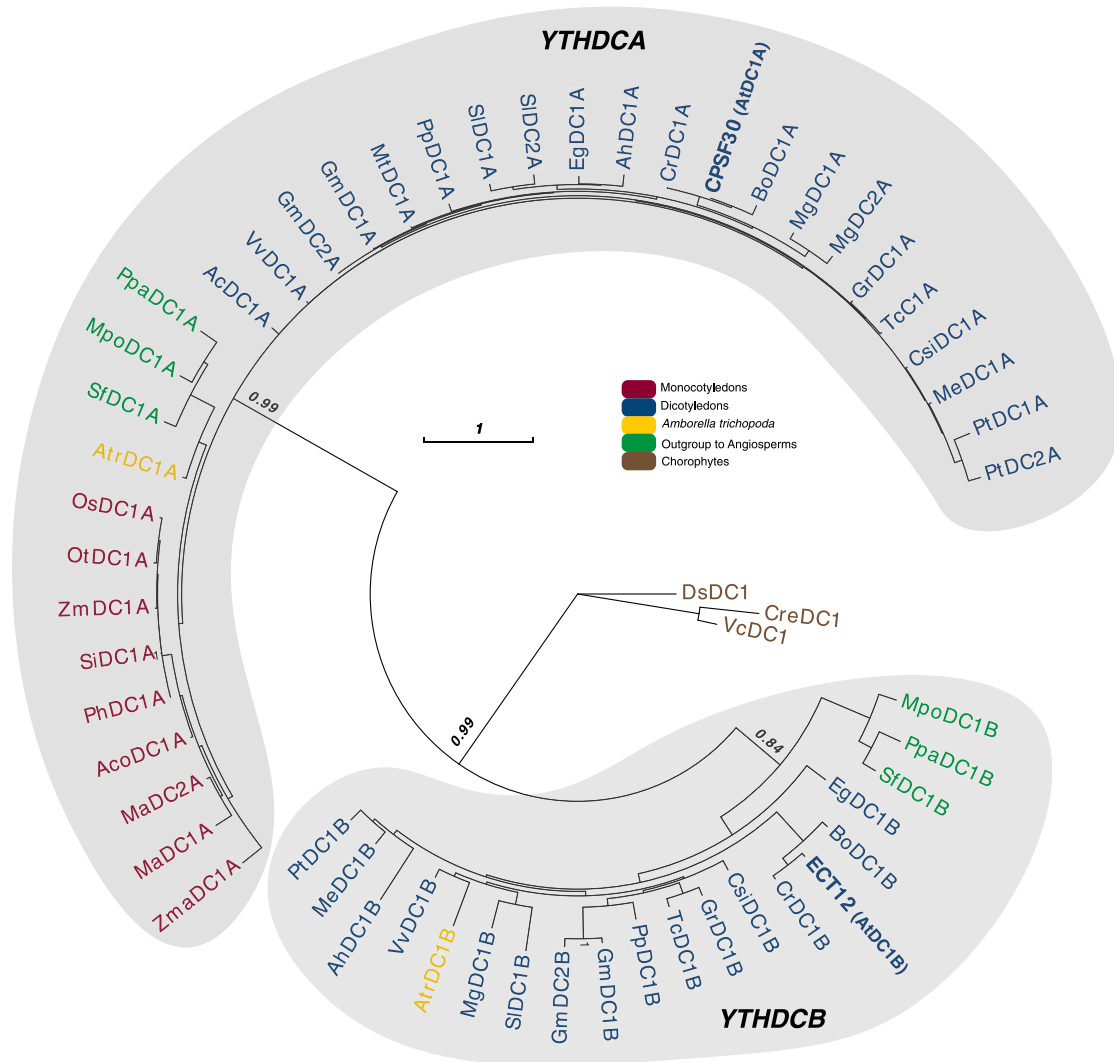 YTHDCA
PpaDC1A
MpoDC1A
SfDC1A
AtrDC1A
OsDC1A
OtDC1A
ZmDC1A
SiDC1A
PhDC1A
AcoDC1A
MaDC2A
MaDC1A
ZmaDC1A
AcDC1A
VvDC1A
GmDC2A
GmDC1A
MtDC1A
PpDC1A
SlDC1A
SlDC2A
EgDC1A
AhDC1A
CrDC1A
CPSF30 (AtDC1A)
BoDC1A
MgDC1A
MgDC2A
GrDC1A
TcC1A
CsiDC1A
MeDC1A
PtDC1A
PtDC2A
0.99
1
Monocotyledons
Dicotyledons
Amborella trichopoda
Outgroup to Angiosperms
Chorophytes
DsDC1
CreDC1
VcDC1
0.99
0.84
MpoDC1B
PpaDC1B
SfDC1B
EgDC1B
BoDC1B
ECT12 (AtDC1B)
CrDC1B
CsiDC1B
GrDC1B
TcDC1B
PpDC1B
GmDC1B
GmDC2B
SlDC1B
MgDC1B
AtrDC1B
VvDC1B
AhDC1B
MeDC1B
PtDC1B
1
1
YTHDCB